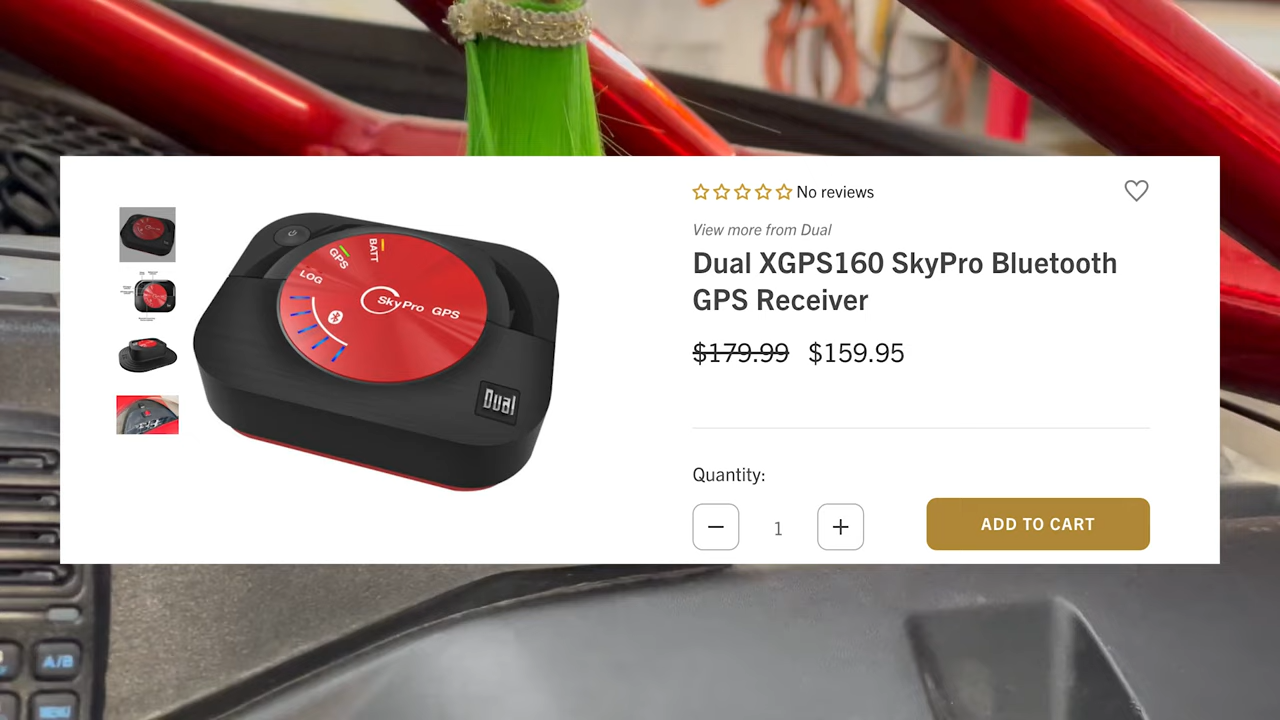 No reviews
View more from Dual
Dual XGPS160 SkyPro Bluetooth
GPS Receiver
$179.99 $159.95
LOG
GPS
BATT
SkyPro GPS
Dual
Quantity:
1
ADD TO CART
A/B
MENU